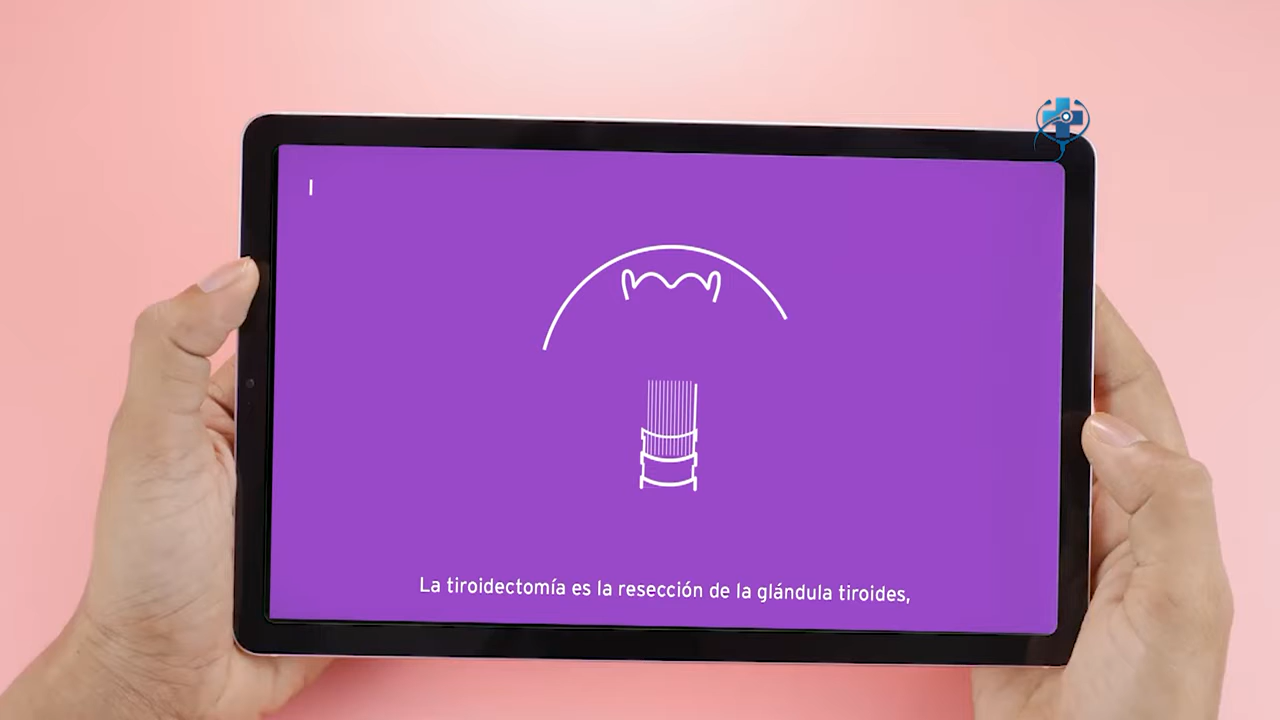 La tiroidectomía es la resección de la glándula tiroides,